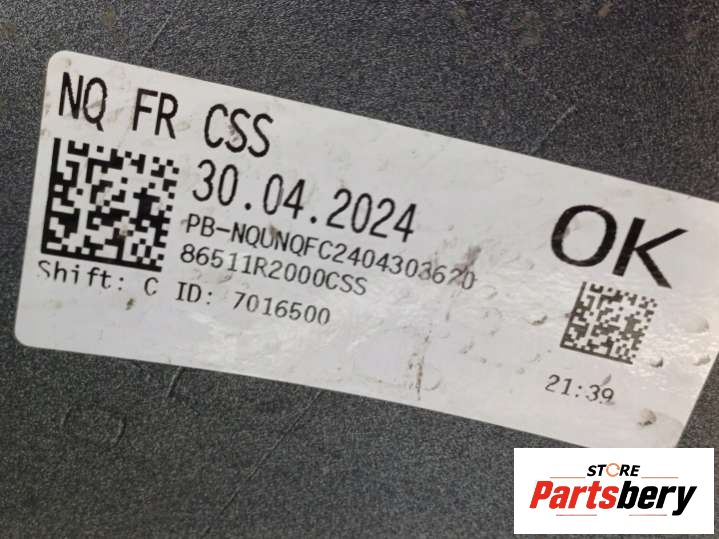 NQ FR CSS
30.04.2024
PB-NQUNQFC2404303620
86511R2000CSS
Shift: C ID: 7016500
OK
21:39
STORE
Partsbery